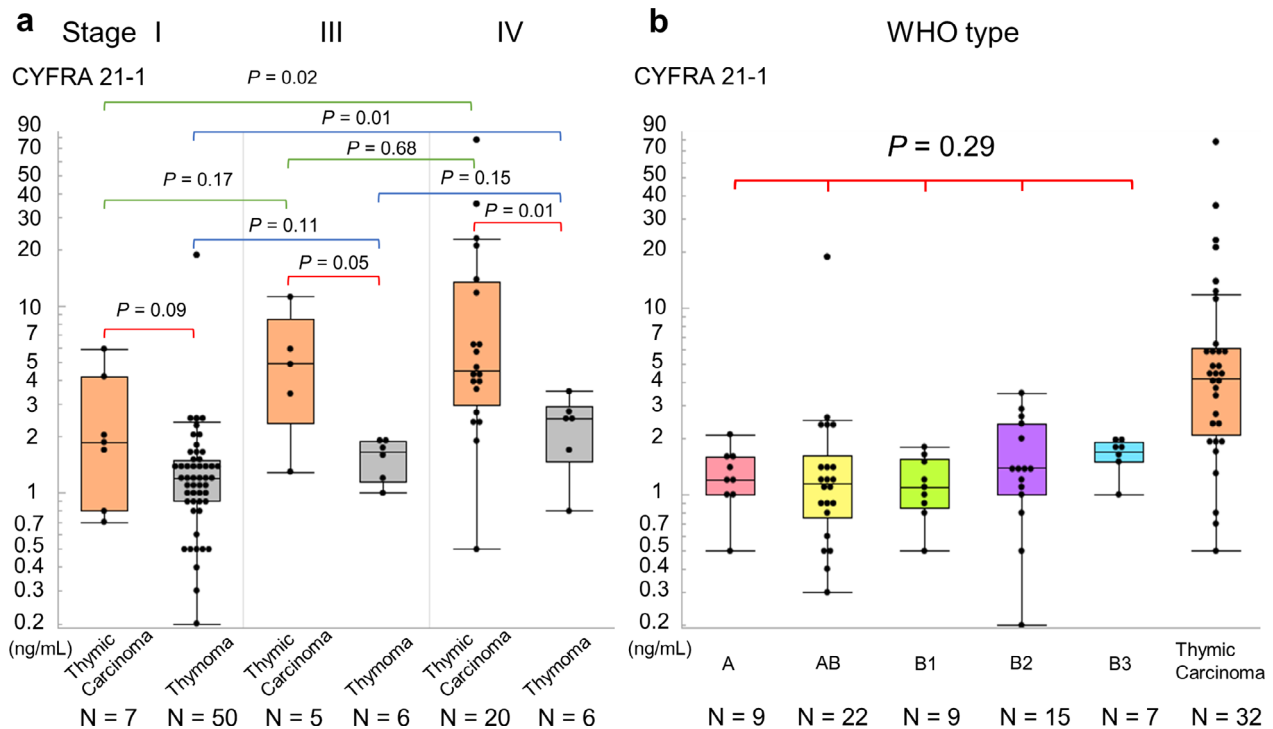 a
Stage I III IV
CYFRA 21-1
P = 0.02
P = 0.01
P = 0.68
P = 0.17
P = 0.15
P = 0.01
P = 0.11
P = 0.05
P = 0.09
90
70
50
40
30
20
10
7
5
4
3
2
1
0.7
0.5
0.4
0.3
0.2
(ng/mL)
Thymic
Carcinoma
Thymoma
Thymic
Carcinoma
Thymoma
Thymic
Carcinoma
Thymoma
N = 7 N = 50 N = 5 N = 6 N = 20 N = 6
b
WHO type
CYFRA 21-1
P = 0.29
90
70
50
40
30
20
10
7
5
4
3
2
1
0.7
0.5
0.4
0.3
0.2
(ng/mL)
A AB B1 B2 B3 Thymic
Carcinoma
N = 9 N = 22 N = 9 N = 15 N = 7 N = 32